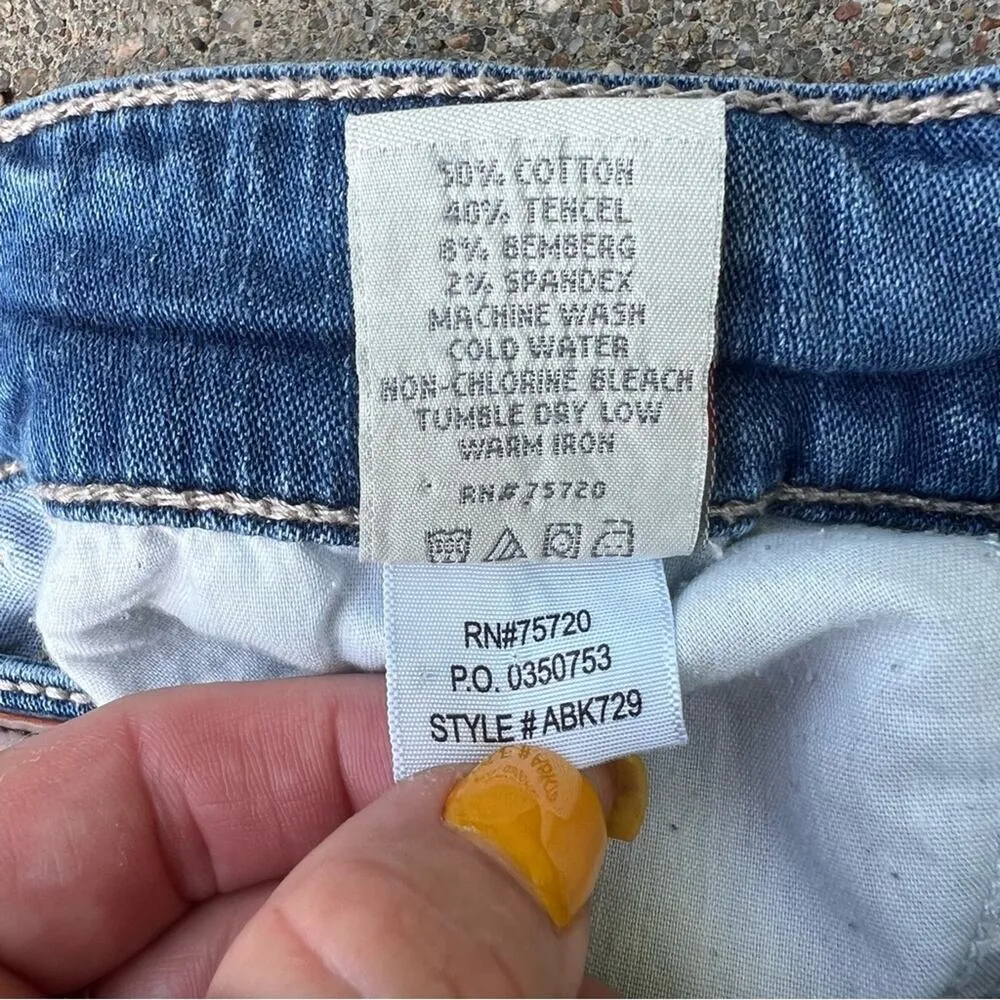 50% COTTON
40% TENCEL
8% BEMBERG
2% SPANDEX
MACHINE WASH
COLD WATER
NON-CHLORINE BLEACH
TUMBLE DRY LOW
WARM IRON
RN#75720
RN#75720
P.O. 0350753
STYLE # ABK729